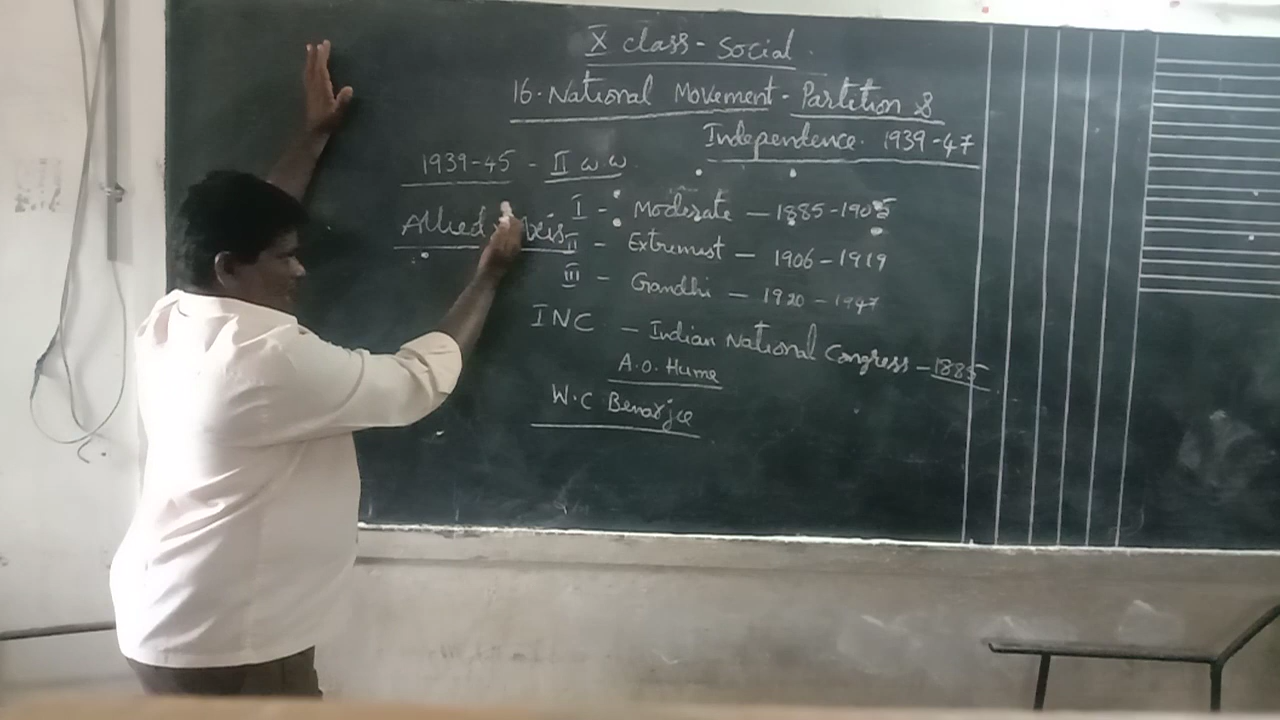 X class - Social
16. National Movement - Partition &
Independence. 1939-47
1939-45 - II W W
Allied Axis
I - Moderate - 1885-1905
II - Extremist - 1906-1919
III - Gandhi - 1920-1947
INC - Indian National Congress - 1885
A.O. Hume
W.C Benarjee